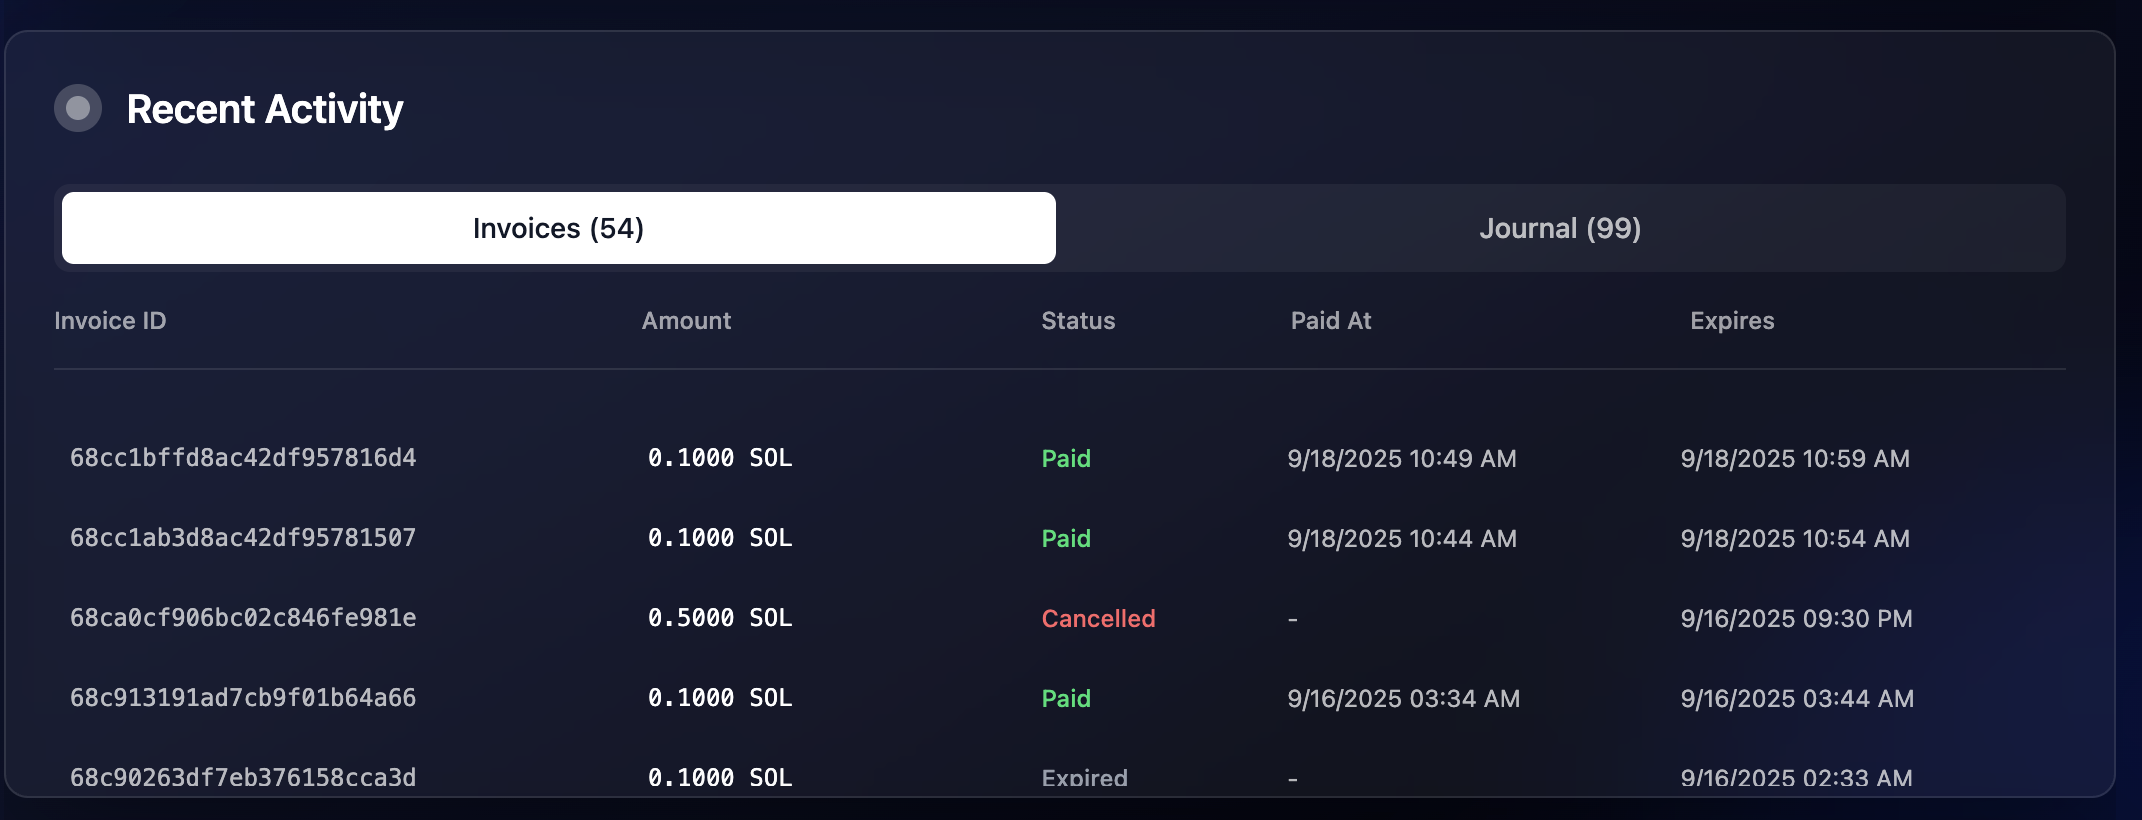 Recent Activity
Invoices (54) Journal (99)
Invoice ID Amount Status Paid At Expires
68cc1bffd8ac42df957816d4 0.1000 SOL Paid 9/18/2025 10:49 AM 9/18/2025 10:59 AM
68cc1ab3d8ac42df95781507 0.1000 SOL Paid 9/18/2025 10:44 AM 9/18/2025 10:54 AM
68ca0cf906bc02c846fe981e 0.5000 SOL Cancelled - 9/16/2025 09:30 PM
68c913191ad7cb9f01b64a66 0.1000 SOL Paid 9/16/2025 03:34 AM 9/16/2025 03:44 AM
68c90263df7eb376158cca3d 0.1000 SOL Expired - 9/16/2025 02:33 AM